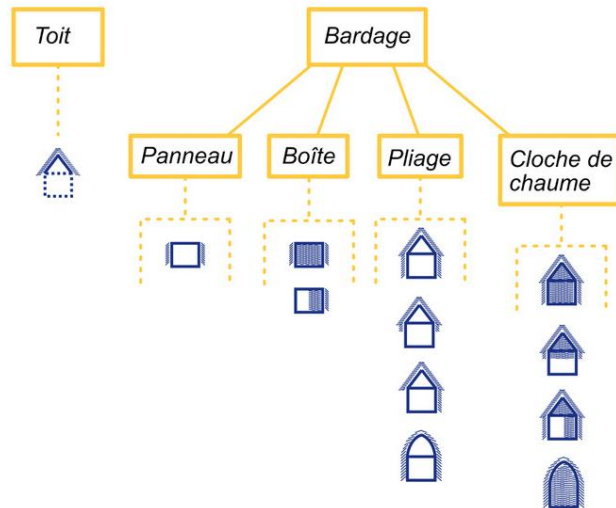 Toit
Bardage
Panneau
Boîte
Pliage
Cloche de
chaume